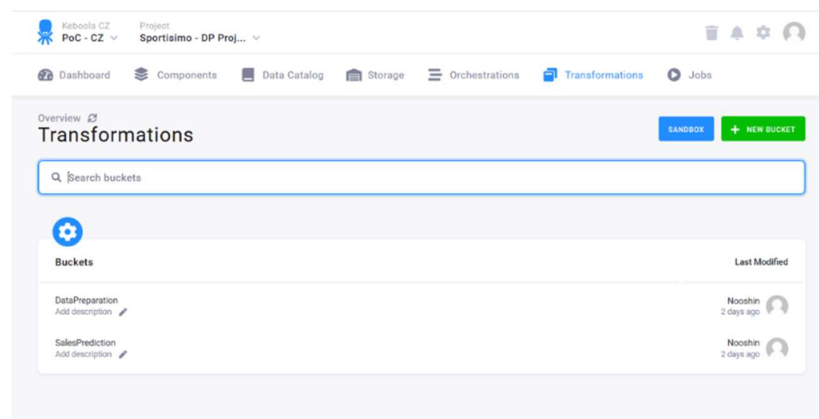 Keboola CZ
PoC - CZ
Project
Sportisimo - DP Proj...
Dashboard
Components
Data Catalog
Storage
Orchestrations
Transformations
Jobs
Overview
Transformations
SANDBOX
+ NEW BUCKET
Search buckets
Buckets
Last Modified
DataPreparation
Add description
Nooshin
2 days ago
SalesPrediction
Add description
Nooshin
2 days ago